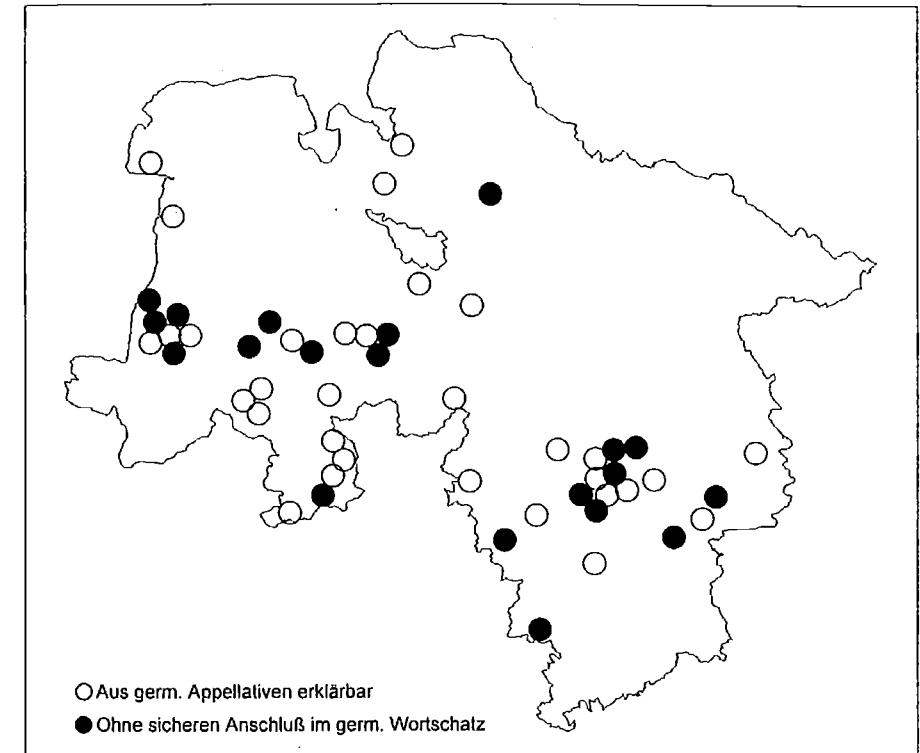 Aus germ. Appellativen erklärbar
Ohne sicheren Anschluß im germ. Wortschatz